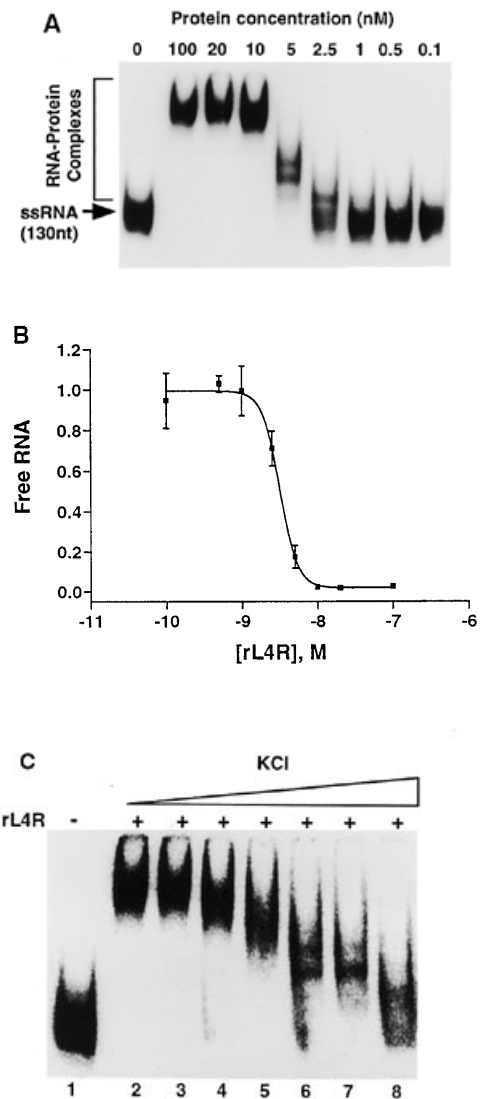 A
Protein concentration (nM)
0 100 20 10 5 2.5 1 0.5 0.1
RNA-Protein
Complexes
ssRNA
(130nt)
B
1.2
1.0
0.8
0.6
0.4
0.2
0.0
Free RNA
-11 -10 -9 -8 -7 -6
[rL4R], M
C
KCl
rL4R - + + + + + + +
1 2 3 4 5 6 7 8